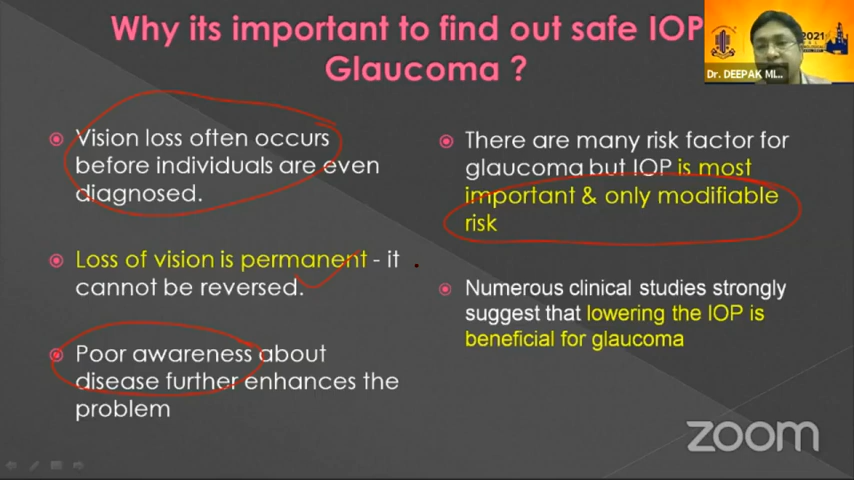 Why its important to find out safe IOP
Glaucoma ?
Vision loss often occurs
before individuals are even
diagnosed.
Loss of vision is permanent - it
cannot be reversed.
Poor awareness about
disease further enhances the
problem
There are many risk factor for
glaucoma but IOP is most
important & only modifiable
risk
Numerous clinical studies strongly
suggest that lowering the IOP is
beneficial for glaucoma
2021
Dr. DEEPAK MI...
zoom